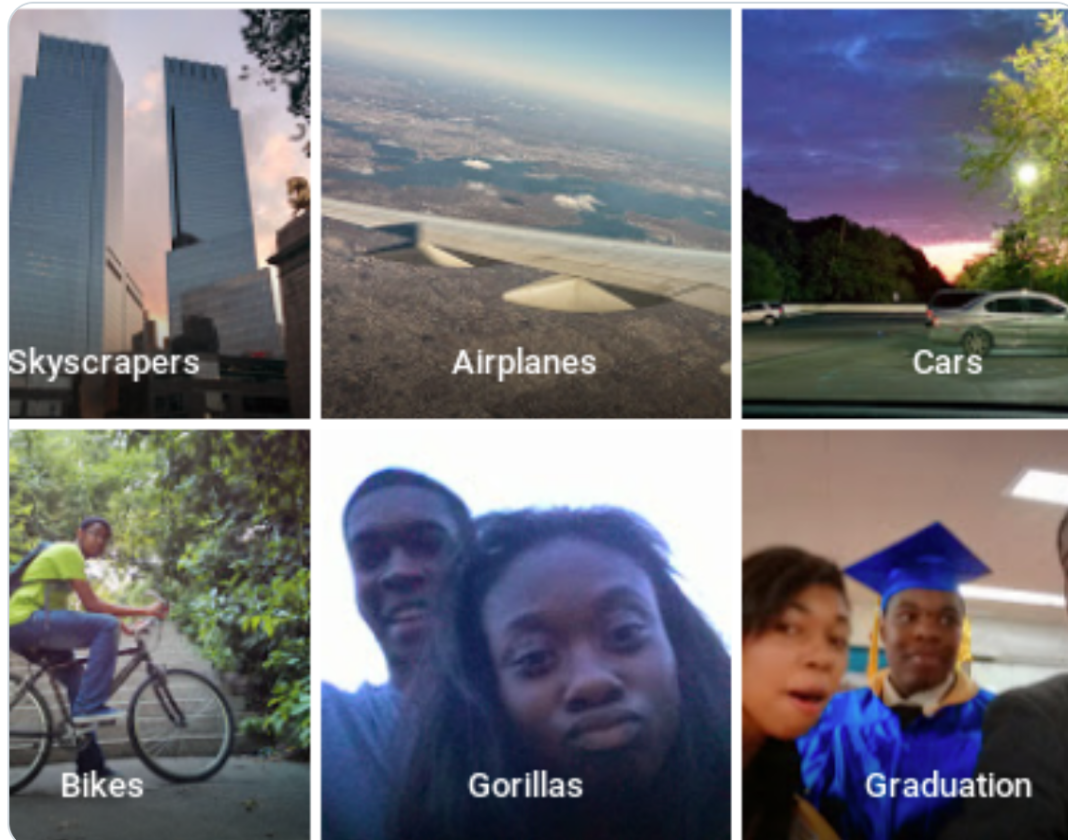 Skyscrapers
Airplanes
Cars
Bikes
Gorillas
Graduation